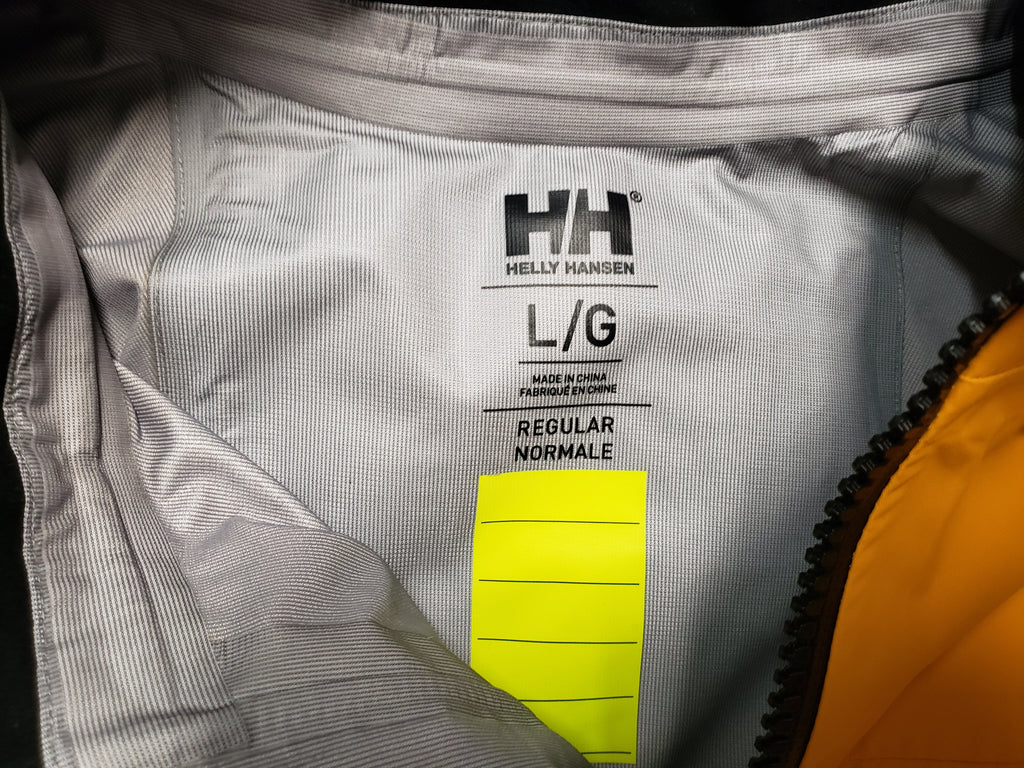 HH®
HELLY HANSEN
L/G
MADE IN CHINA
FABRIQUÉ EN CHINE
REGULAR
NORMALE